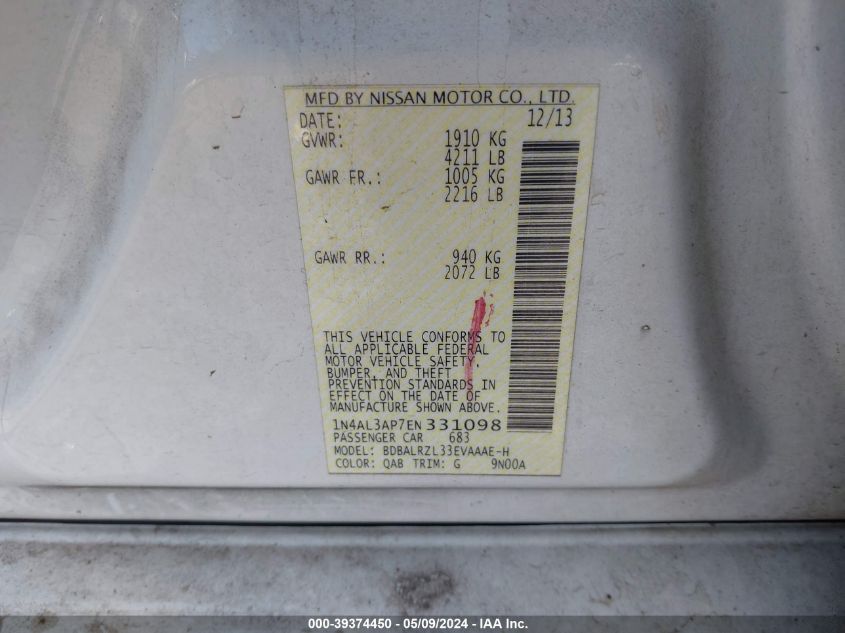 MFD BY NISSAN MOTOR CO., LTD.
DATE: 12/13
GVWR: 1910 KG
4211 LB
GAWR FR.: 1005 KG
2216 LB
GAWR RR.: 940 KG
2072 LB
THIS VEHICLE CONFORMS TO
ALL APPLICABLE FEDERAL
MOTOR VEHICLE SAFETY,
BUMPER, AND THEFT
PREVENTION STANDARDS IN
EFFECT ON THE DATE OF
MANUFACTURE SHOWN ABOVE.
1N4AL3AP7EN331098
PASSENGER CAR 683
MODEL: BDBALRZL33EVAAAE-H
COLOR: QAB TRIM: G 9N00A
000-39374450 - 05/09/2024 - IAA Inc.